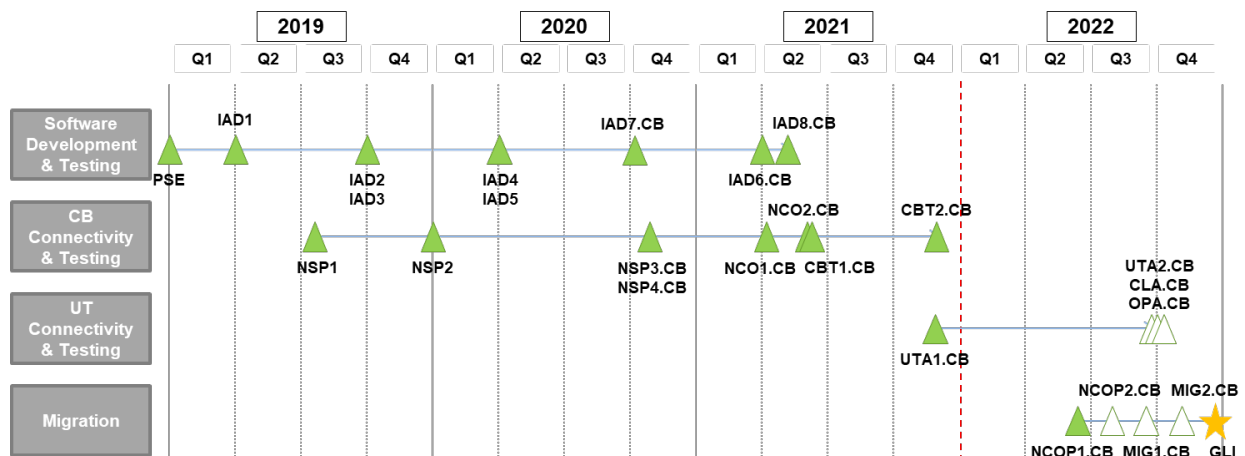 2019
2020
2021
2022
Q1
Q2
Q3
Q4
Q1
Q2
Q3
Q4
Q1
Q2
Q3
Q4
Q1
Q2
Q3
Q4
Software
Development
& Testing
IAD1
IAD7.CB
IAD8.CB
PSE
IAD2
IAD3
IAD4
IAD5
IAD6.CB
CB
Connectivity
& Testing
NCO2.CB
CBT2.CB
NSP1
NSP2
NSP3.CB
NSP4.CB
NCO1.CB
CBT1.CB
UT
Connectivity
& Testing
UTA2.CB
CLA.CB
OPA.CB
UTA1.CB
Migration
NCOP2.CB
MIG2.CB
NCOP1.CB
MIG1.CB
GLI